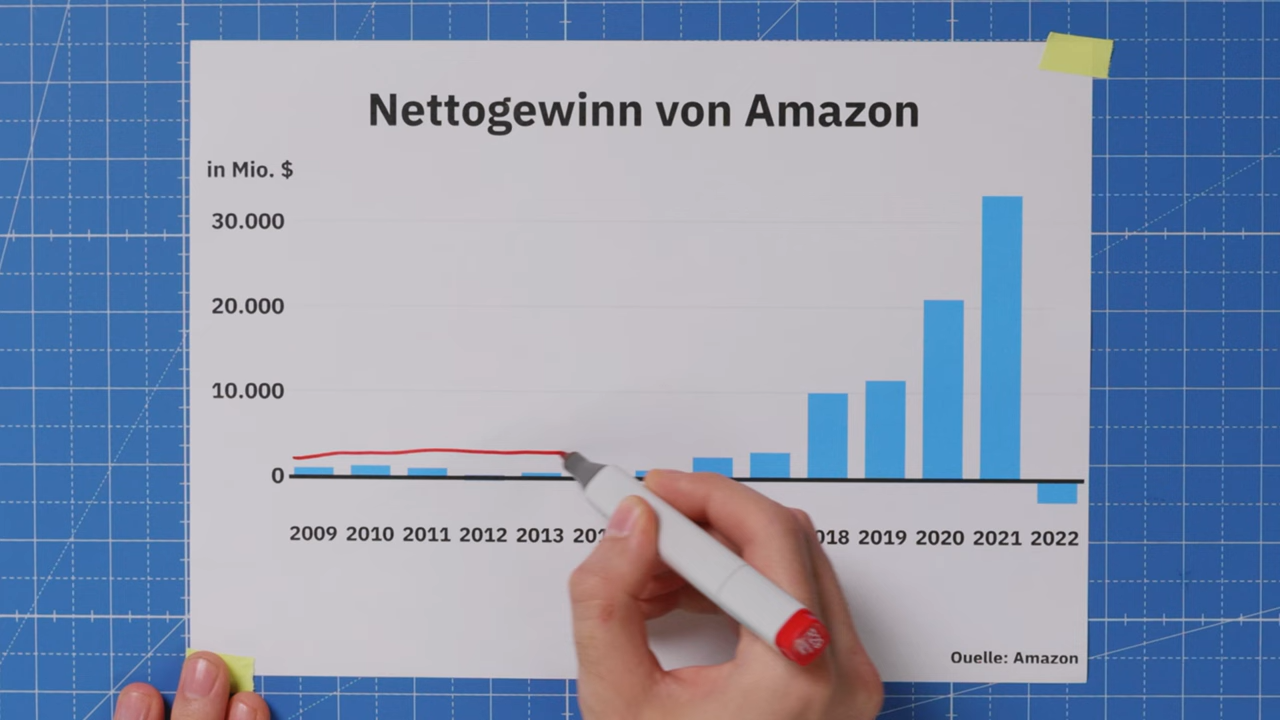 Nettogewinn von Amazon
in Mio. $
30.000
20.000
10.000
0
2009 2010 2011 2012 2013 2019 2020 2021 2022
Quelle: Amazon